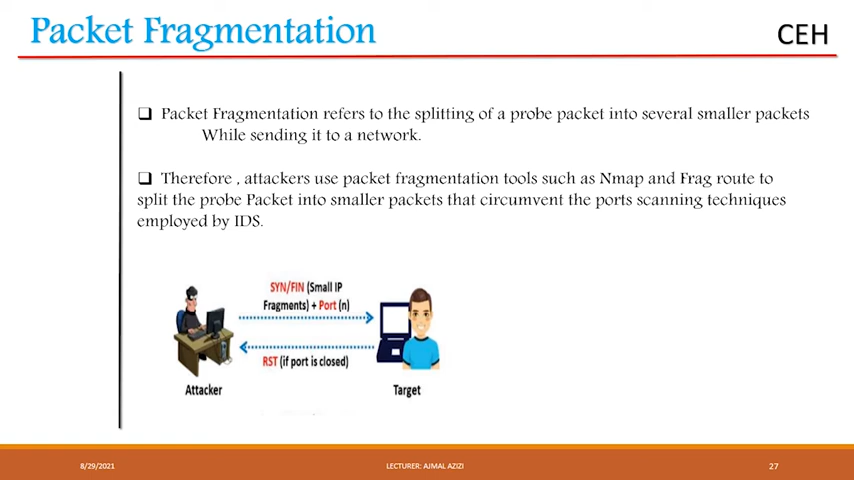 Packet Fragmentation
CEH
❑ Packet Fragmentation refers to the splitting of a probe packet into several smaller packets
While sending it to a network.
❑ Therefore , attackers use packet fragmentation tools such as Nmap and Frag route to
split the probe Packet into smaller packets that circumvent the ports scanning techniques
employed by IDS.
SYN/FIN (Small IP
Fragments) + Port (n)
RST (if port is closed)
Attacker
Target
8/29/2021
LECTURER: AJMAL AZIZI
27